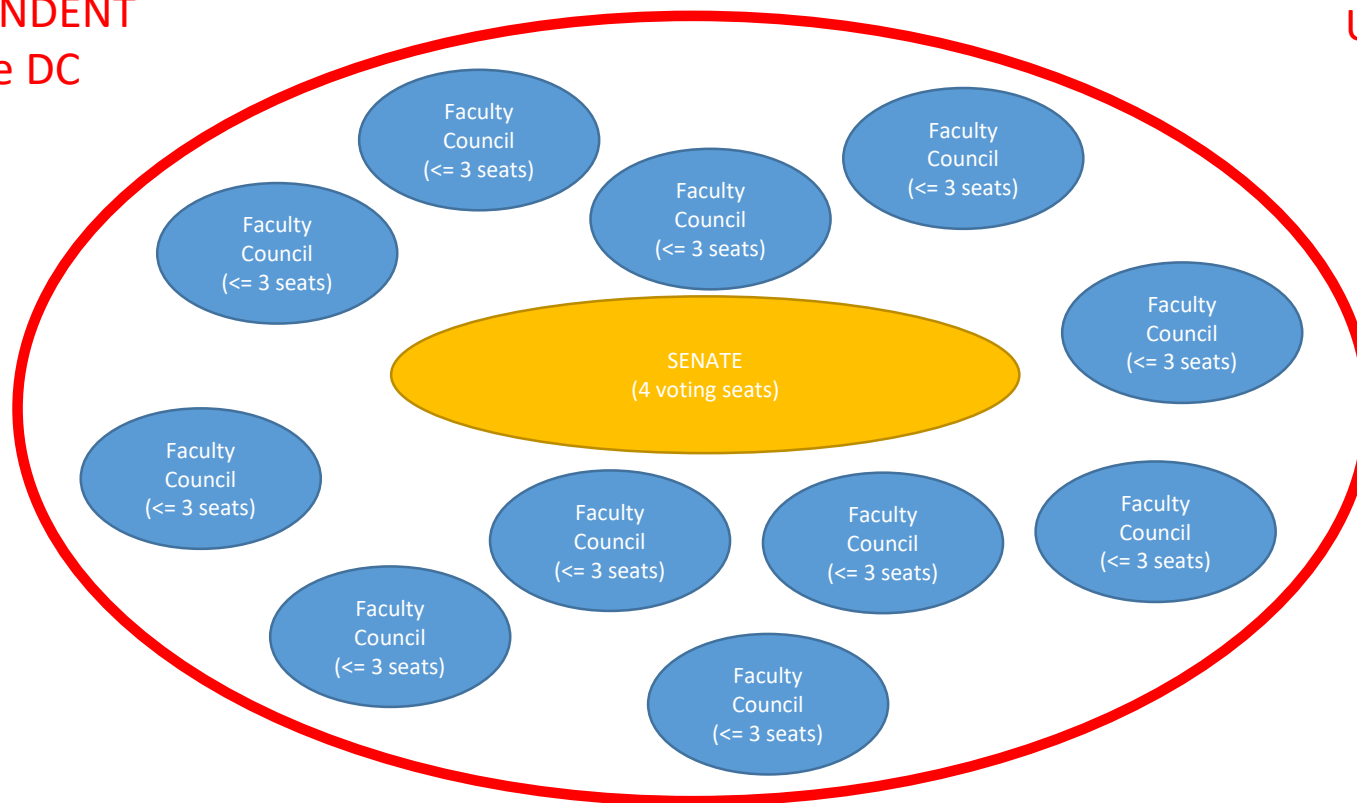 NDENT
e DC
U
Faculty
Council
(<= 3 seats)
Faculty
Council
(<= 3 seats)
Faculty
Council
(<= 3 seats)
Faculty
Council
(<= 3 seats)
Faculty
Council
(<= 3 seats)
SENATE
(4 voting seats)
Faculty
Council
(<= 3 seats)
Faculty
Council
(<= 3 seats)
Faculty
Council
(<= 3 seats)
Faculty
Council
(<= 3 seats)
Faculty
Council
(<= 3 seats)
Faculty
Council
(<= 3 seats)